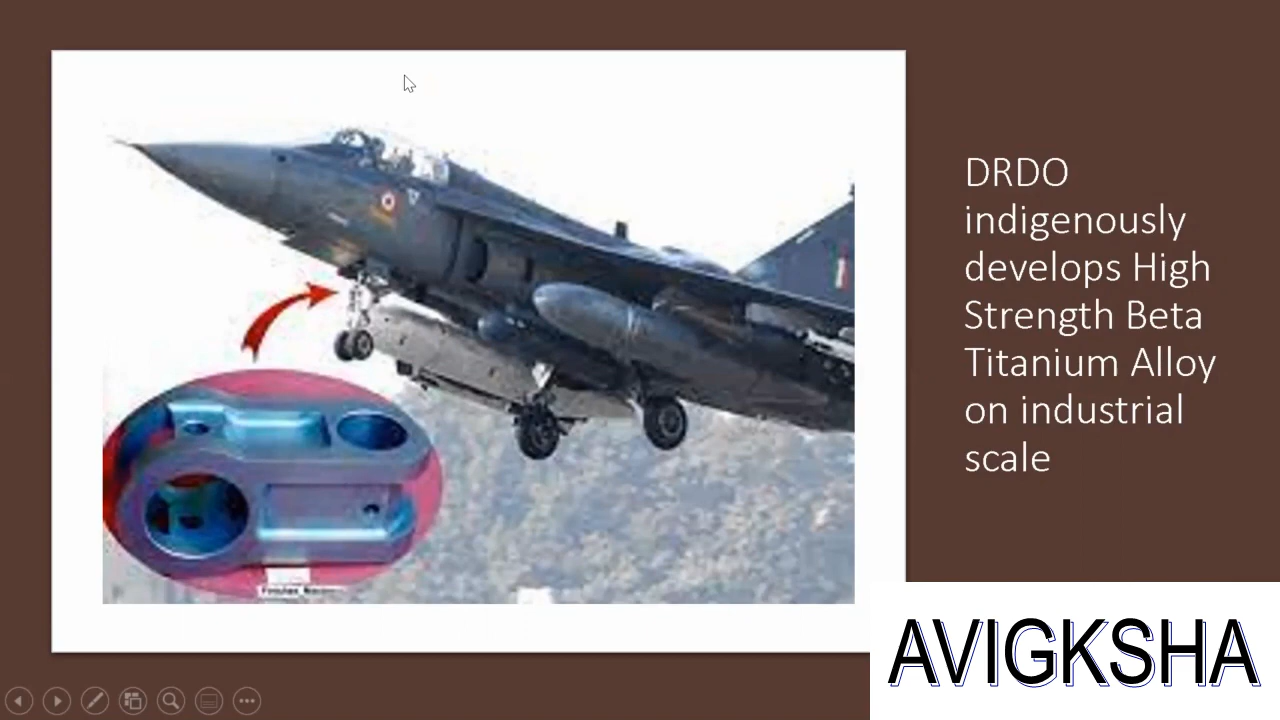 DRDO
indigenously
develops High
Strength Beta
Titanium Alloy
on industrial
scale
AVIGKSHA